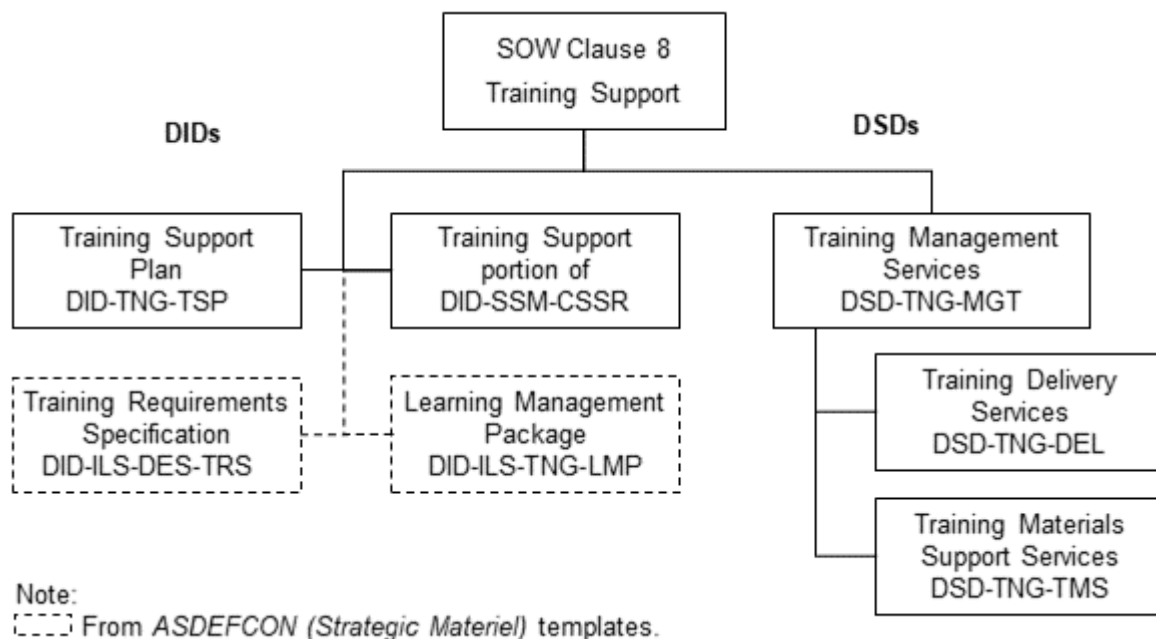 SOW Clause 8
Training Support
DIDs
DSDs
Training Support
Plan
DID-TNG-TSP
Training Support
portion of
DID-SSM-CSSR
Training Management
Services
DSD-TNG-MGT
Training Requirements
Specification
DID-ILS-DES-TRS
Learning Management
Package
DID-ILS-TNG-LMP
Training Delivery
Services
DSD-TNG-DEL
Training Materials
Support Services
DSD-TNG-TMS
Note:
From ASDEFCON (Strategic Materiel) templates.